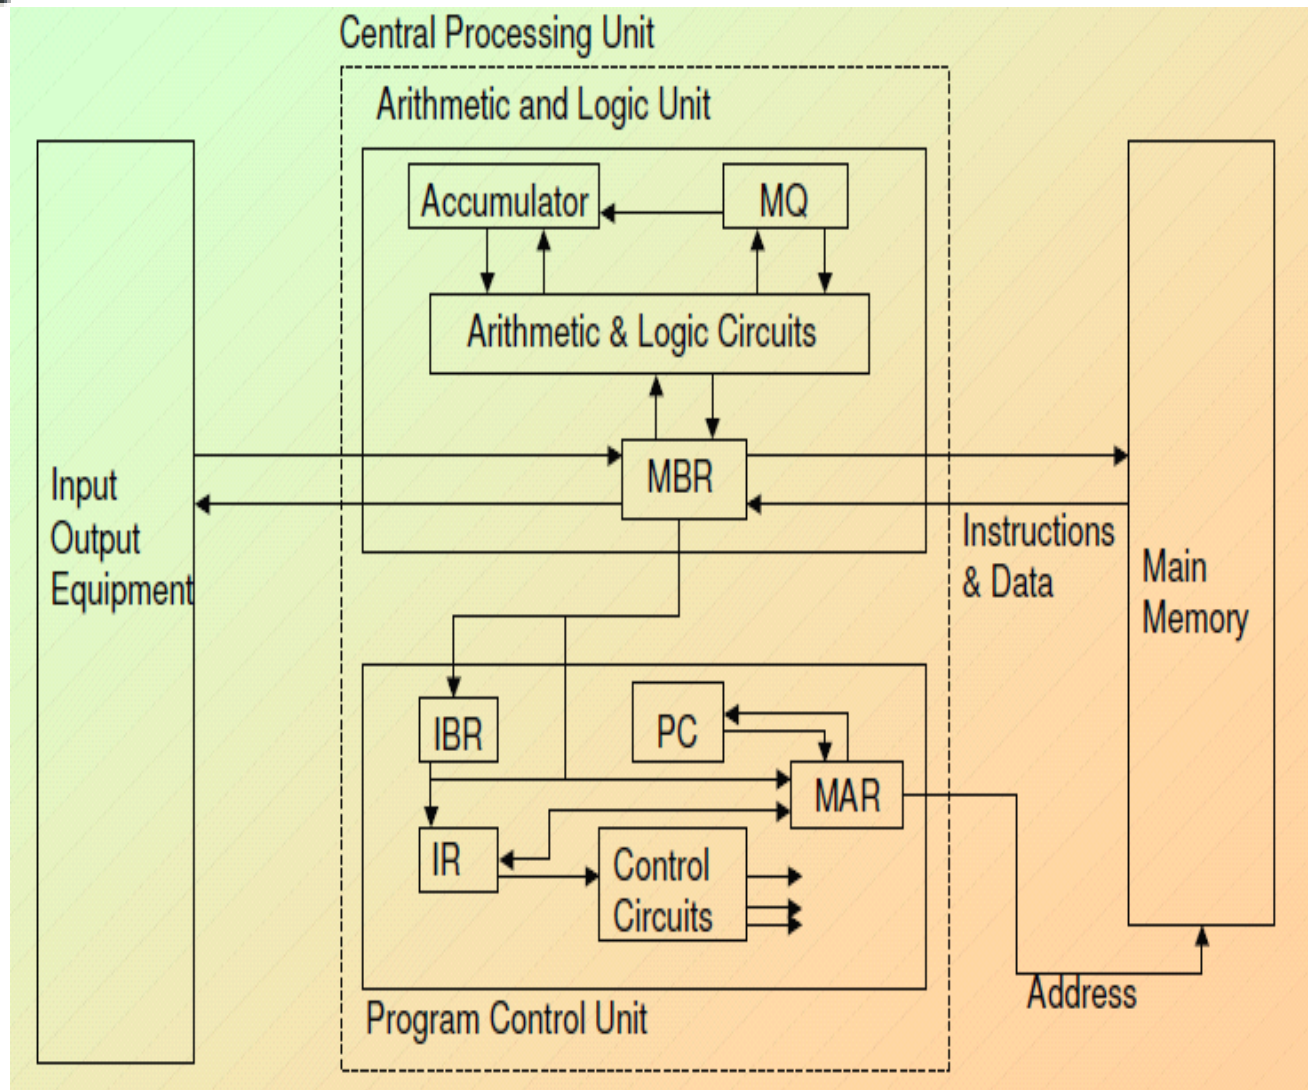 Central Processing Unit
Arithmetic and Logic Unit
Accumulator
MQ
Arithmetic & Logic Circuits
MBR
Input
Output
Equipment
Instructions
& Data
Main
Memory
IBR
PC
MAR
IR
Control
Circuits
Address
Program Control Unit